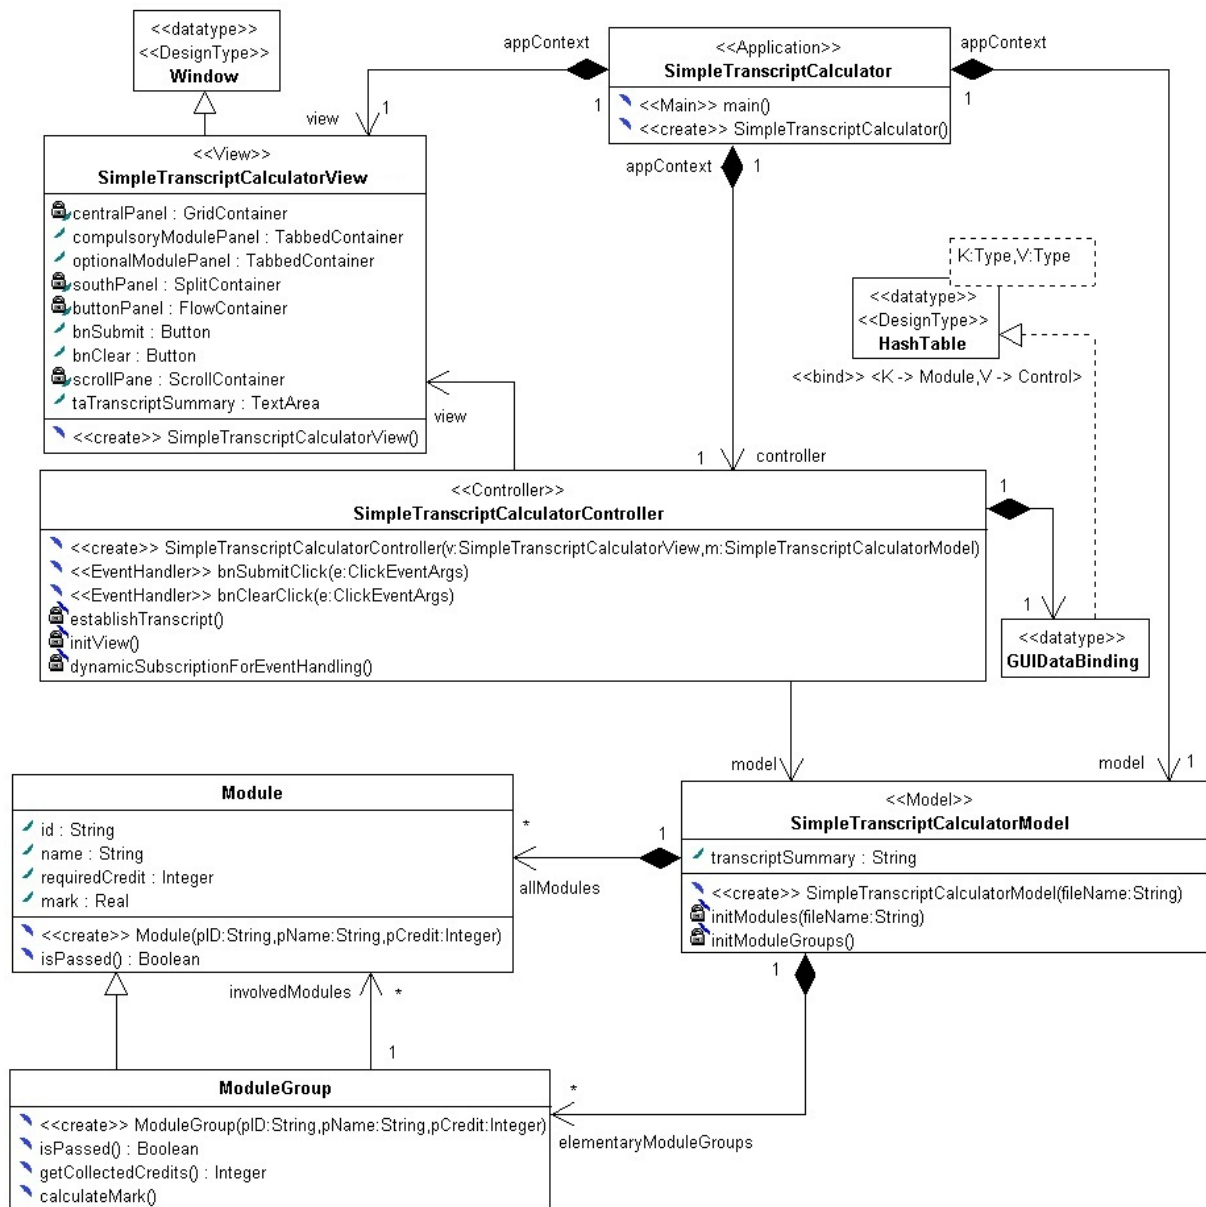 <<datatype>>
<<DesignType>>
Window
appContext
<<Application>>
SimpleTranscriptCalculator
<<Main>> main()
<<create>> SimpleTranscriptCalculator()
appContext
1
1
view
1
1
appContext
1
<<View>>
SimpleTranscriptCalculatorView
centralPanel : GridContainer
compulsoryModulePanel : TabbedContainer
optionalModulePanel : TabbedContainer
southPanel : SplitContainer
buttonPanel : FlowContainer
bnSubmit : Button
bnClear : Button
scrollPane : ScrollContainer
taTranscriptSummary : TextArea
<<create>> SimpleTranscriptCalculatorView()
K:Type,V:Type
<<datatype>>
<<DesignType>>
HashTable
<<bind>> <K -> Module,V -> Control>
view
1
controller
<<Controller>>
SimpleTranscriptCalculatorController
<<create>> SimpleTranscriptCalculatorController(v:SimpleTranscriptCalculatorView,m:SimpleTranscriptCalculatorModel)
<<EventHandler>> bnSubmitClick(e:ClickEventArgs)
<<EventHandler>> bnClearClick(e:ClickEventArgs)
establishTranscript()
initView()
dynamicSubscriptionForEventHandling()
1
<<datatype>>
GUIDataBinding
model
model
1
Module
id : String
name : String
requiredCredit : Integer
mark : Real
<<create>> Module(pID:String,pName:String,pCredit:Integer)
isPassed() : Boolean
*
allModules
1
<<Model>>
SimpleTranscriptCalculatorModel
transcriptSummary : String
<<create>> SimpleTranscriptCalculatorModel(fileName:String)
initModules(fileName:String)
initModuleGroups()
1
involvedModules
*
1
ModuleGroup
<<create>> ModuleGroup(pID:String,pName:String,pCredit:Integer)
isPassed() : Boolean
getCollectedCredits() : Integer
calculateMark()
*
elementaryModuleGroups